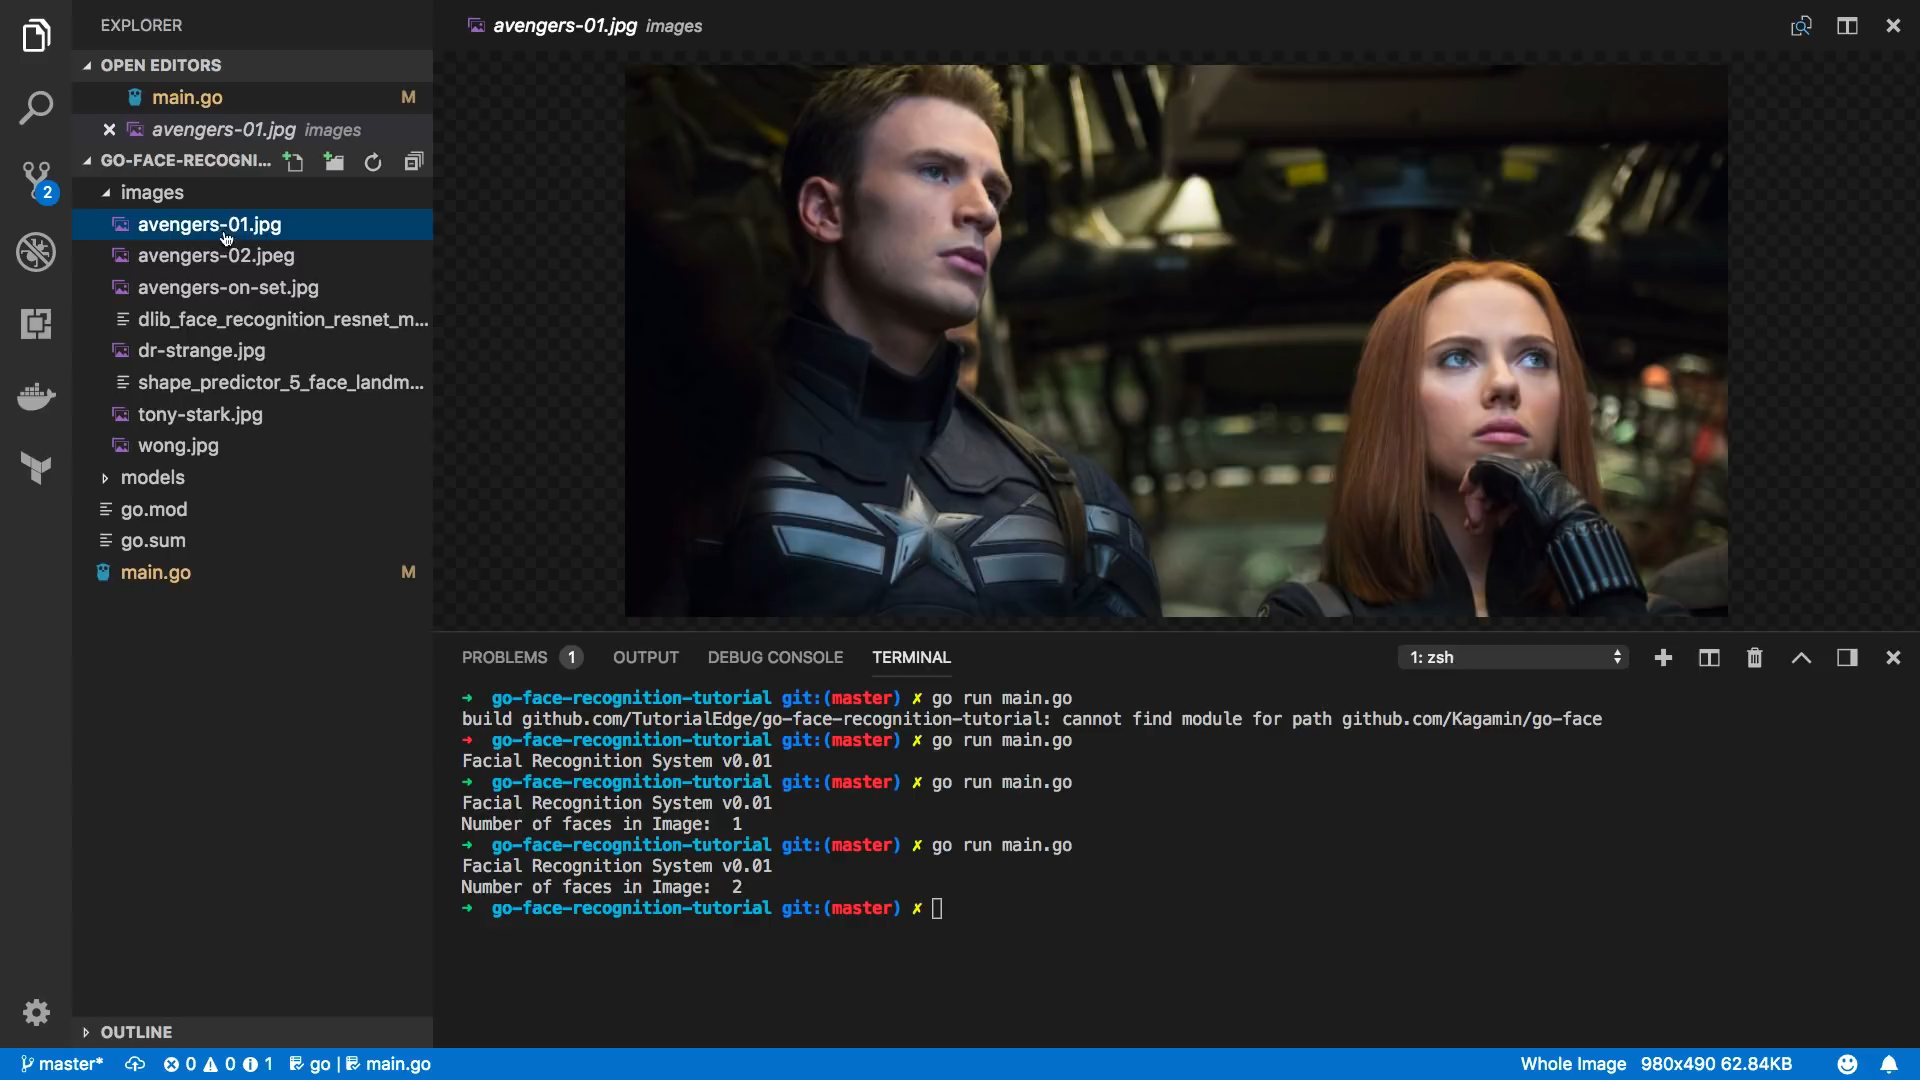 EXPLORER
OPEN EDITORS
main.go M
avengers-01.jpg images
GO-FACE-RECOGNI...
images
avengers-01.jpg
avengers-02.jpeg
avengers-on-set.jpg
dlib_face_recognition_resnet_m...
dr-strange.jpg
shape_predictor_5_face_landm...
tony-stark.jpg
wong.jpg
models
go.mod
go.sum
main.go M
2
OUTLINE
avengers-01.jpg images
PROBLEMS 1 OUTPUT DEBUG CONSOLE TERMINAL 1: zsh
➜ go-face-recognition-tutorial git:(master) ✗ go run main.go
build github.com/TutorialEdge/go-face-recognition-tutorial: cannot find module for path github.com/Kagamin/go-face
➜ go-face-recognition-tutorial git:(master) ✗ go run main.go
Facial Recognition System v0.01
➜ go-face-recognition-tutorial git:(master) ✗ go run main.go
Facial Recognition System v0.01
Number of faces in Image:  1
➜ go-face-recognition-tutorial git:(master) ✗ go run main.go
Facial Recognition System v0.01
Number of faces in Image:  2
➜ go-face-recognition-tutorial git:(master) ✗
master* 0 0 1 go | main.go Whole Image 980x490 62.84KB